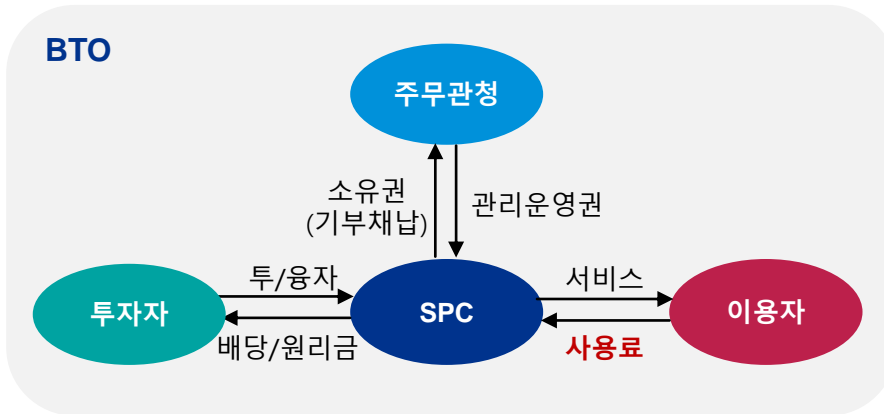 BTO
주무관청
소유권
(기부채납)
관리운영권
투/융자
서비스
투자자
SPC
이용자
배당/원리금
사용료